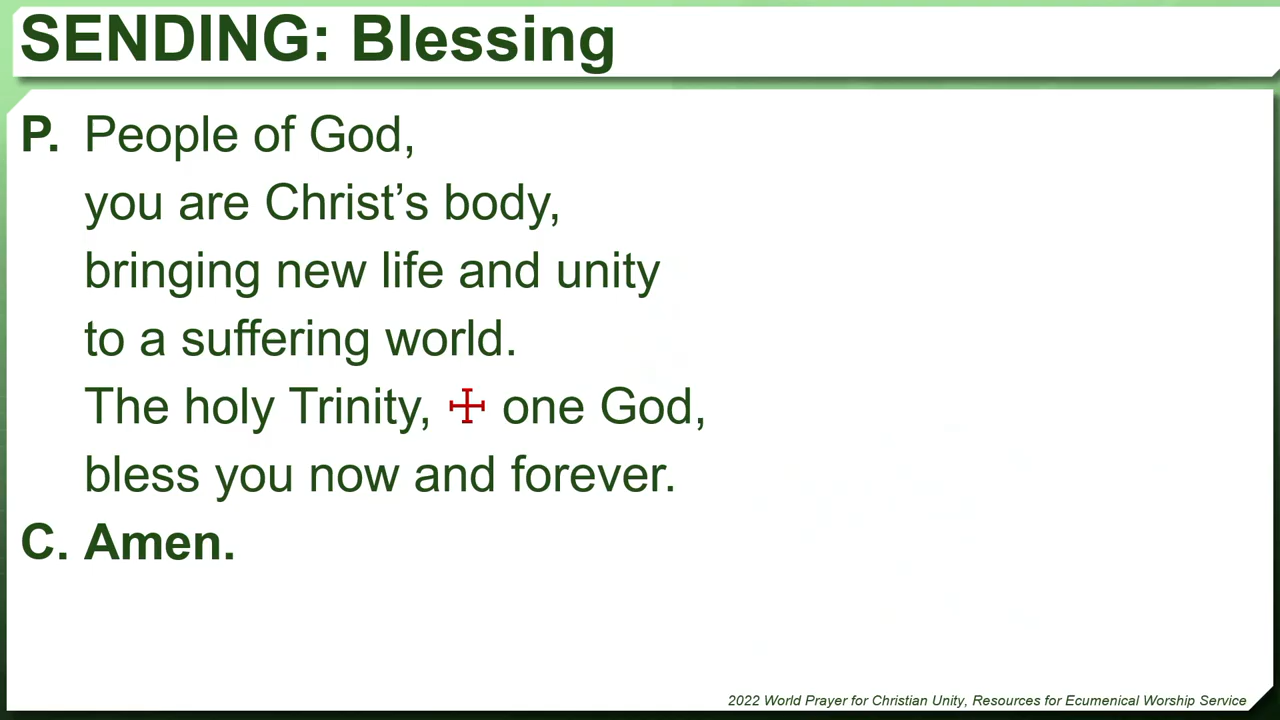 SENDING: Blessing
P. People of God,
you are Christ’s body,
bringing new life and unity
to a suffering world.
The holy Trinity, ☩ one God,
bless you now and forever.
C. Amen.
2022 World Prayer for Christian Unity, Resources for Ecumenical Worship Service